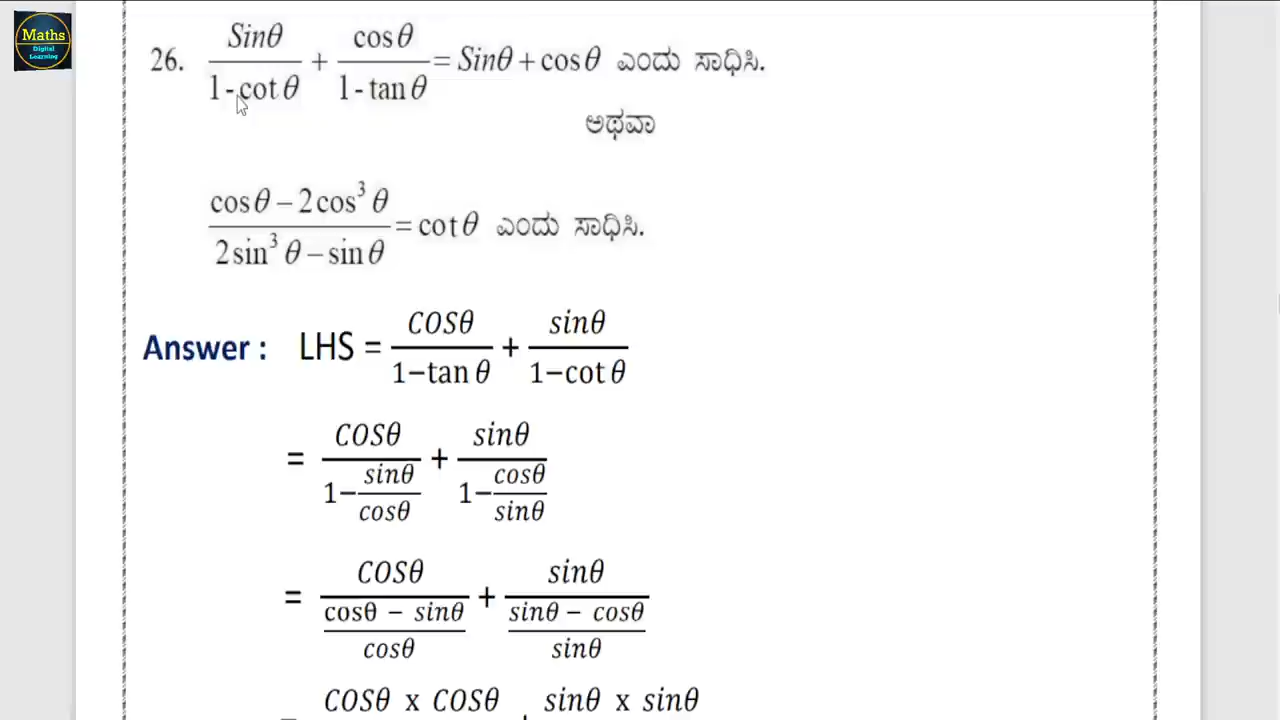 Maths
Digital
Learning
26. Sinθ/1-cotθ + cosθ/1-tanθ = Sinθ + cosθ ಎಂದು ಸಾಧಿಸಿ.
ಅಥವಾ
cosθ – 2cos³θ/2sin³θ – sinθ = cotθ ಎಂದು ಸಾಧಿಸಿ.
Answer : LHS = COSθ/1−tanθ + sinθ/1−cotθ
= COSθ/1−sinθ/cosθ + sinθ/1−cosθ/sinθ
= COSθ/cosθ − sinθ/cosθ + sinθ/sinθ − cosθ/sinθ
COSθ x COSθ sinθ x sinθ